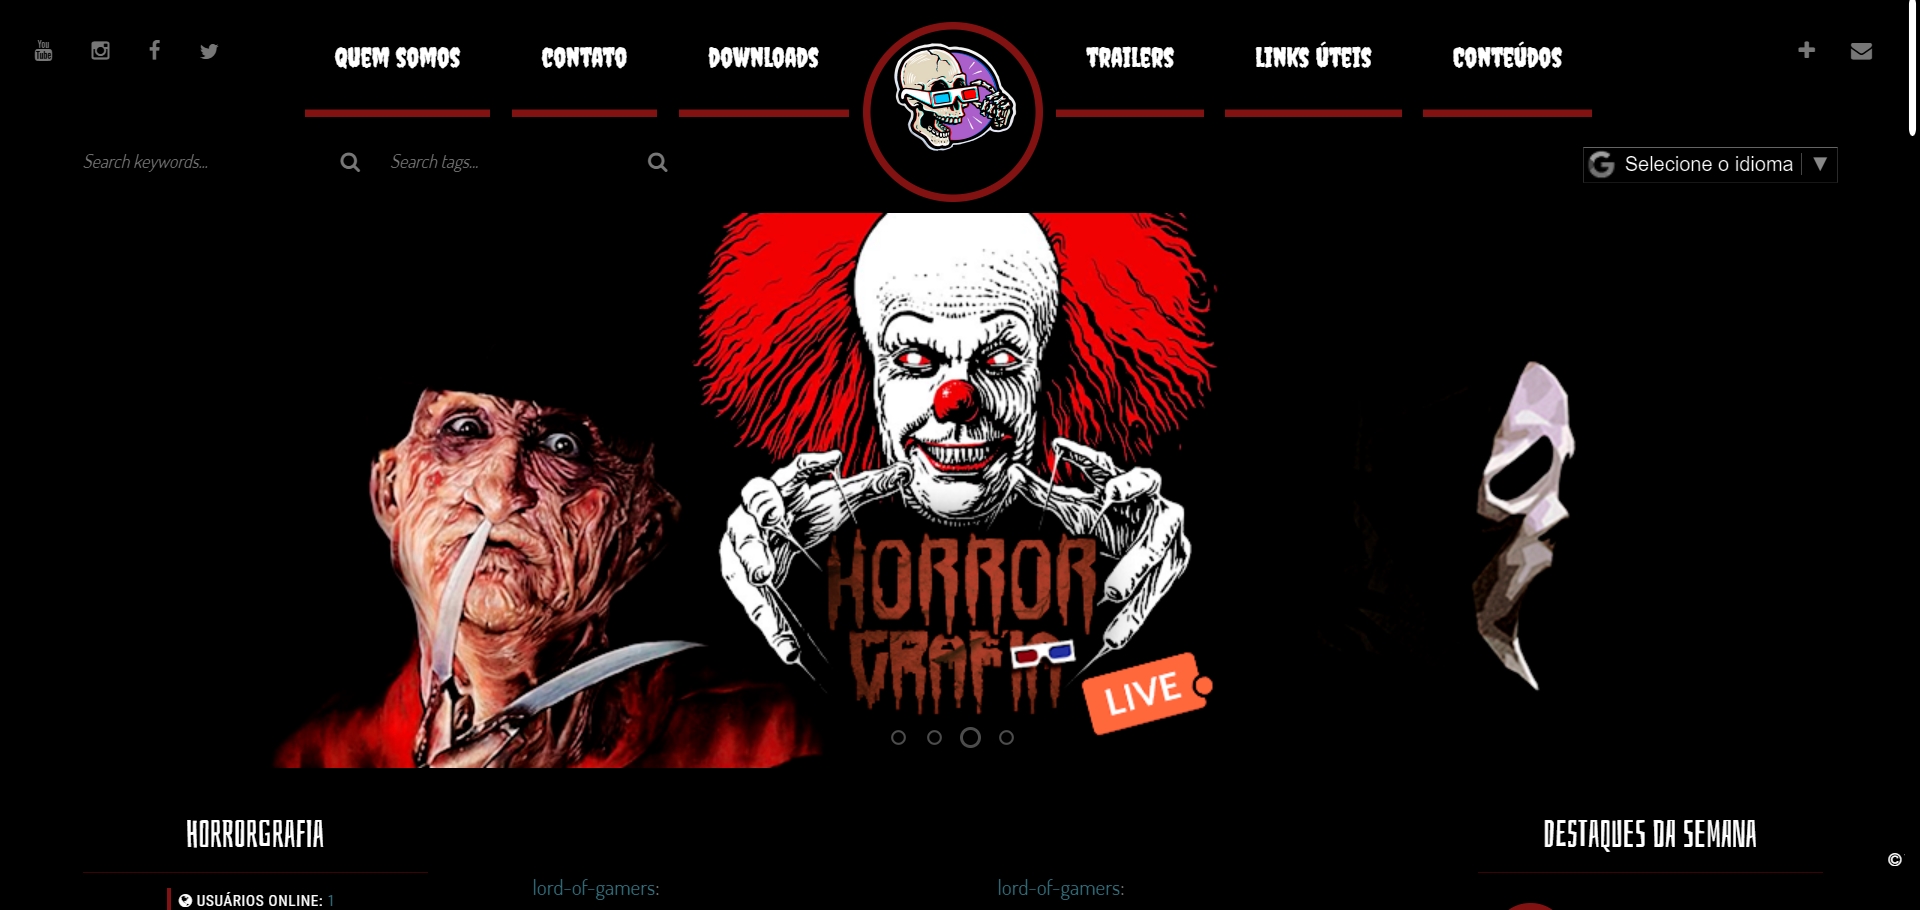 QUEM SOMOS
CONTATO
DOWNLOADS
TRAILERS
LINKS ÚTEIS
CONTEÚDOS
Search keywords...
Search tags...
Selecione o idioma ▼
HORROR
GRAFIA
LIVE
HORRORGRAFIA
DESTAQUES DA SEMANA
©
lord-of-gamers:
lord-of-gamers:
USUÁRIOS ONLINE: 1